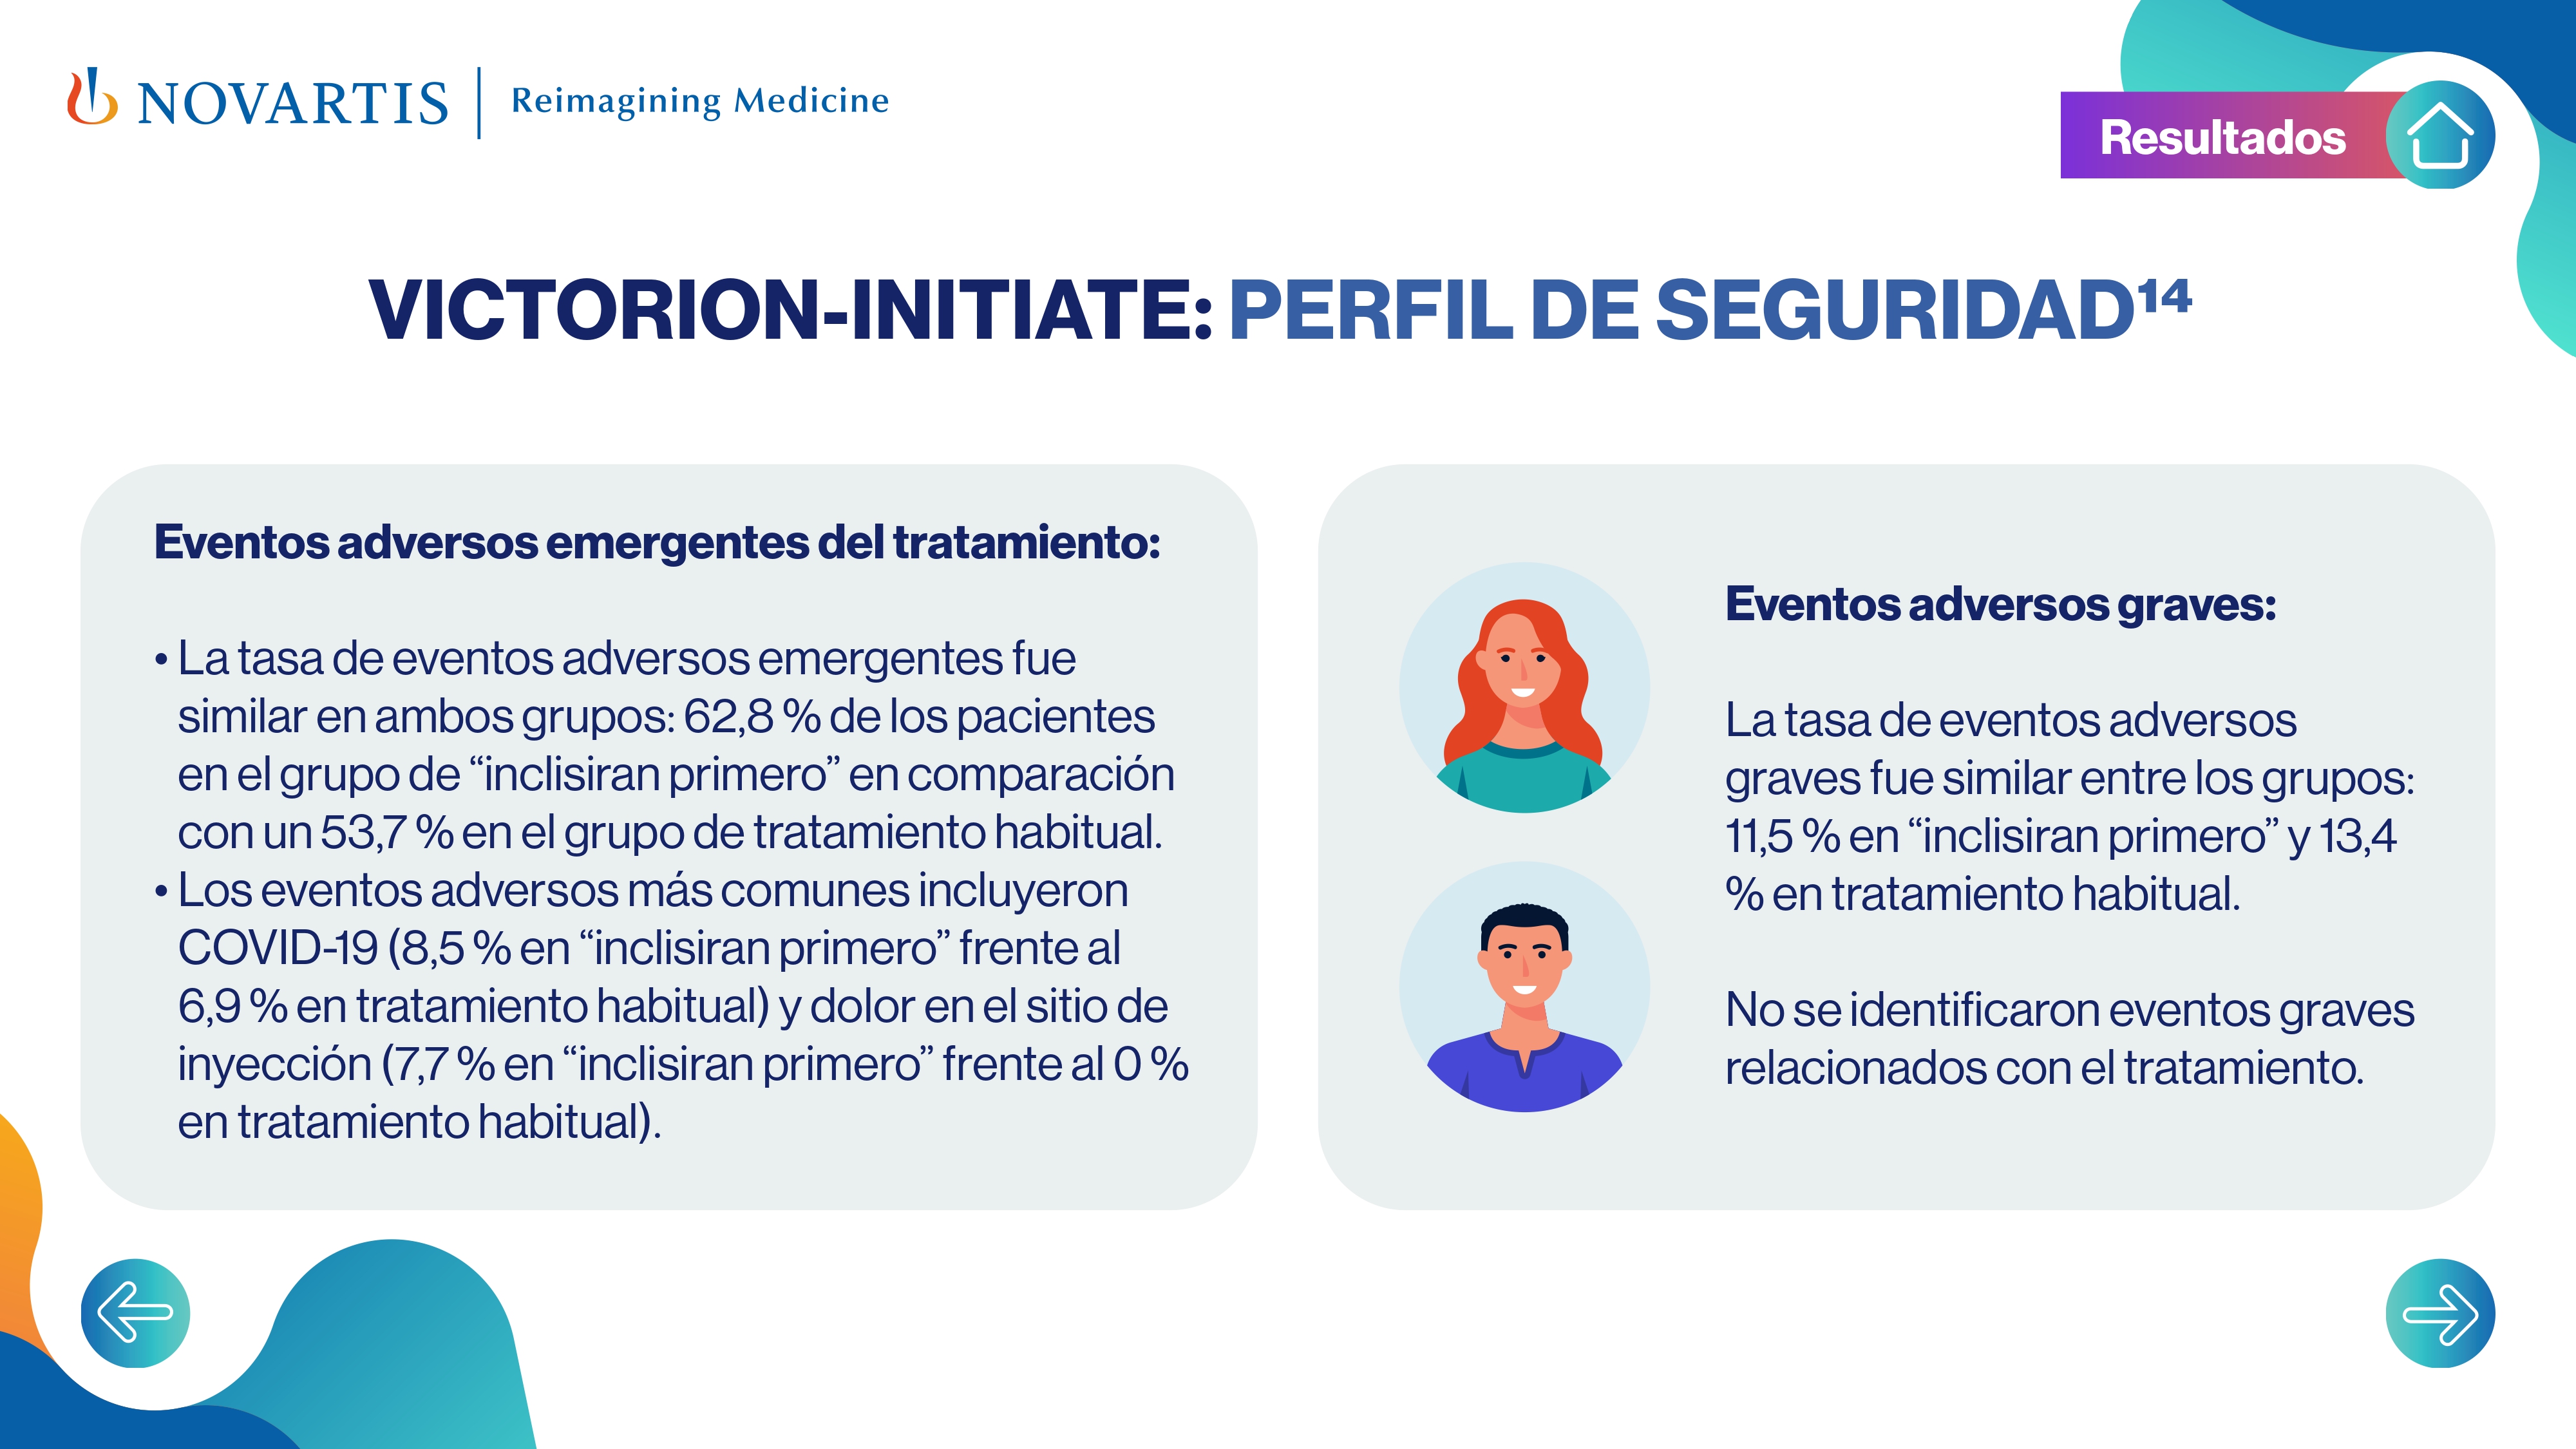 NOVARTIS | Reimagining Medicine
Resultados
VICTORION-INITIATE: PERFIL DE SEGURIDAD¹⁴
Eventos adversos emergentes del tratamiento:
• La tasa de eventos adversos emergentes fue
similar en ambos grupos: 62,8 % de los pacientes
en el grupo de “inclisiran primero” en comparación
con un 53,7 % en el grupo de tratamiento habitual.
• Los eventos adversos más comunes incluyeron
COVID-19 (8,5 % en “inclisiran primero” frente al
6,9 % en tratamiento habitual) y dolor en el sitio de
inyección (7,7 % en “inclisiran primero” frente al 0 %
en tratamiento habitual).
Eventos adversos graves:
La tasa de eventos adversos
graves fue similar entre los grupos:
11,5 % en “inclisiran primero” y 13,4
% en tratamiento habitual.
No se identificaron eventos graves
relacionados con el tratamiento.